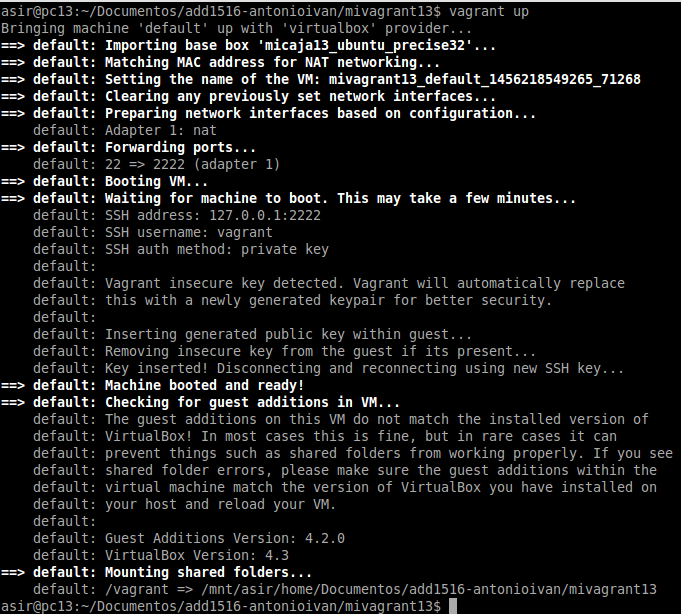 asir@pc13:~/Documentos/add1516-antonioivan/mivagrant13$ vagrant up
Bringing machine 'default' up with 'virtualbox' provider...
==> default: Importing base box 'micaja13_ubuntu_precise32'...
==> default: Matching MAC address for NAT networking...
==> default: Setting the name of the VM: mivagrant13_default_1456218549265_71268
==> default: Clearing any previously set network interfaces...
==> default: Preparing network interfaces based on configuration...
    default: Adapter 1: nat
==> default: Forwarding ports...
    default: 22 => 2222 (adapter 1)
==> default: Booting VM...
==> default: Waiting for machine to boot. This may take a few minutes...
    default: SSH address: 127.0.0.1:2222
    default: SSH username: vagrant
    default: SSH auth method: private key
    default:
    default: Vagrant insecure key detected. Vagrant will automatically replace
    default: this with a newly generated keypair for better security.
    default:
    default: Inserting generated public key within guest...
    default: Removing insecure key from the guest if its present...
    default: Key inserted! Disconnecting and reconnecting using new SSH key...
==> default: Machine booted and ready!
==> default: Checking for guest additions in VM...
    default: The guest additions on this VM do not match the installed version of
    default: VirtualBox! In most cases this is fine, but in rare cases it can
    default: prevent things such as shared folders from working properly. If you see
    default: shared folder errors, please make sure the guest additions within the
    default: virtual machine match the version of VirtualBox you have installed on
    default: your host and reload your VM.
    default:
    default: Guest Additions Version: 4.2.0
    default: VirtualBox Version: 4.3
==> default: Mounting shared folders...
    default: /vagrant => /mnt/asir/home/Documentos/add1516-antonioivan/mivagrant13
asir@pc13:~/Documentos/add1516-antonioivan/mivagrant13$